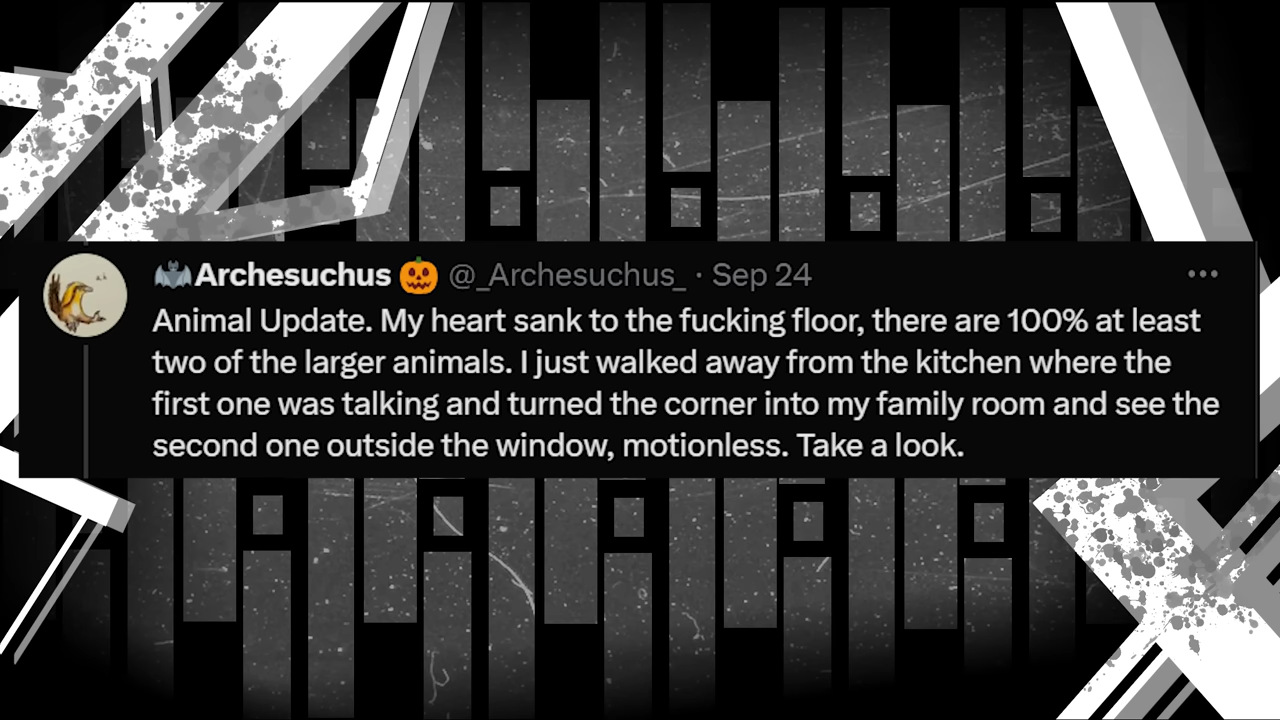 🦇Archesuchus 🎃 @_Archesuchus_ · Sep 24
Animal Update. My heart sank to the fucking floor, there are 100% at least
two of the larger animals. I just walked away from the kitchen where the
first one was talking and turned the corner into my family room and see the
second one outside the window, motionless. Take a look.